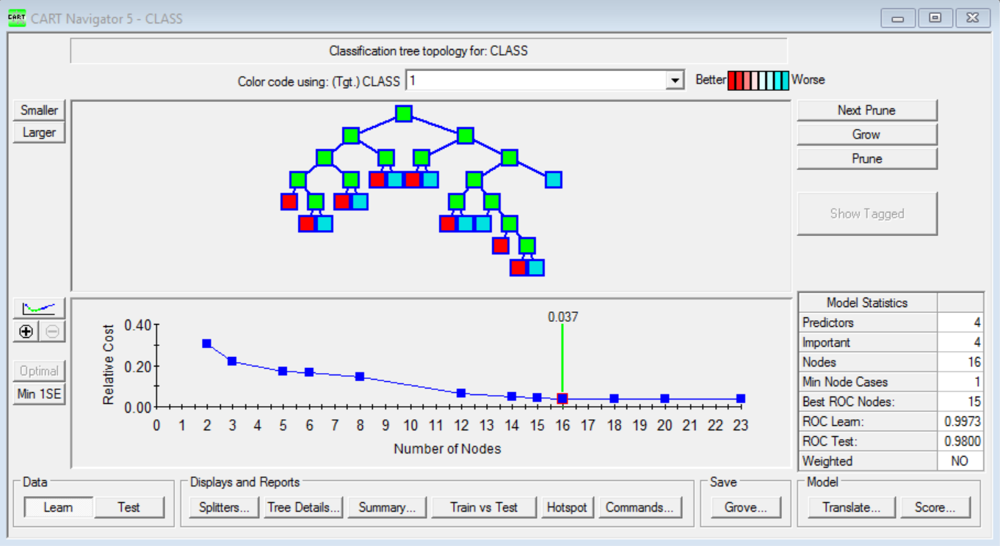 CART Navigator 5 - CLASS
Classification tree topology for: CLASS
Color code using: (Tgt.) CLASS 1 Better Worse
Smaller
Larger
Next Prune
Grow
Prune
Show Tagged
Optimal
Min 1SE
0.037
Relative Cost
0.40
0.20
0.00
0 1 2 3 4 5 6 7 8 9 10 11 12 13 14 15 16 17 18 19 20 21 22 23
Number of Nodes
Model Statistics
Predictors 4
Important 4
Nodes 16
Min Node Cases 1
Best ROC Nodes: 15
ROC Learn: 0.9973
ROC Test: 0.9800
Weighted NO
Data
Learn Test
Displays and Reports
Splitters... Tree Details... Summary... Train vs Test Hotspot Commands...
Save
Grove...
Model
Translate... Score...